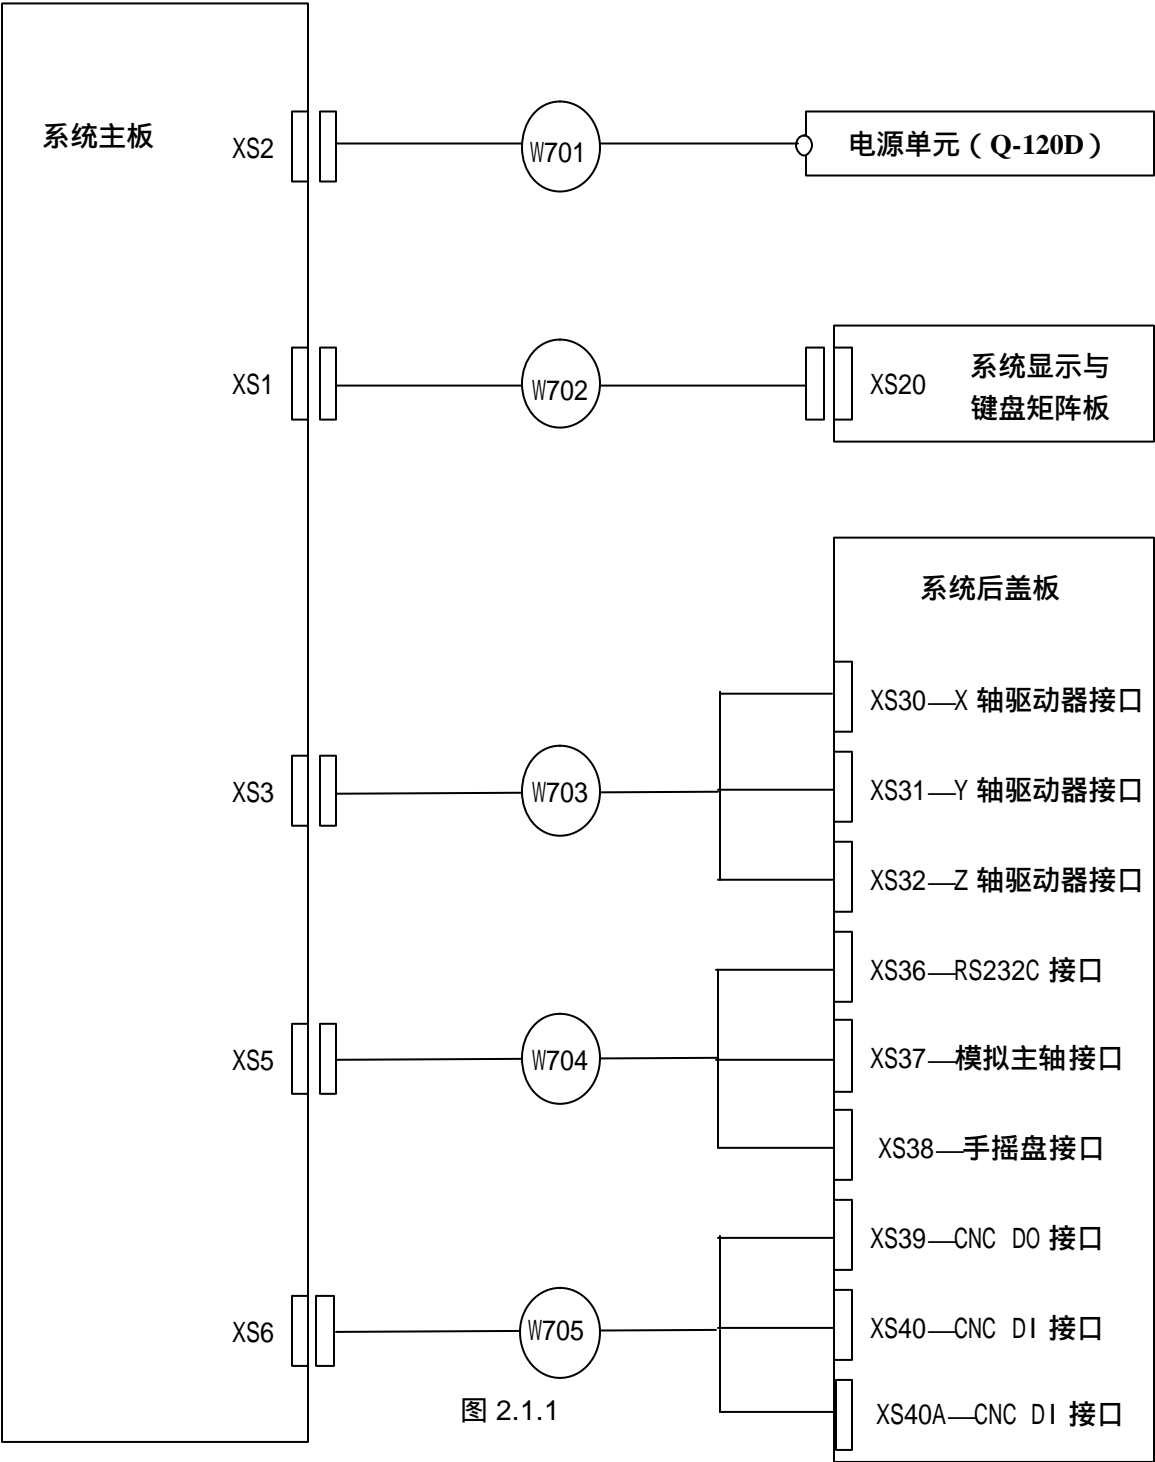 系统主板
XS2
W701
电源单元（Q-120D）
XS1
W702
XS20
系统显示与
键盘矩阵板
系统后盖板
XS30—X 轴驱动器接口
XS3
W703
XS31—Y 轴驱动器接口
XS32—Z 轴驱动器接口
XS36—RS232C 接口
XS5
W704
XS37—模拟主轴接口
XS38—手摇盘接口
XS39—CNC DO 接口
XS6
W705
XS40—CNC DI 接口
XS40A—CNC DI 接口
图 2.1.1